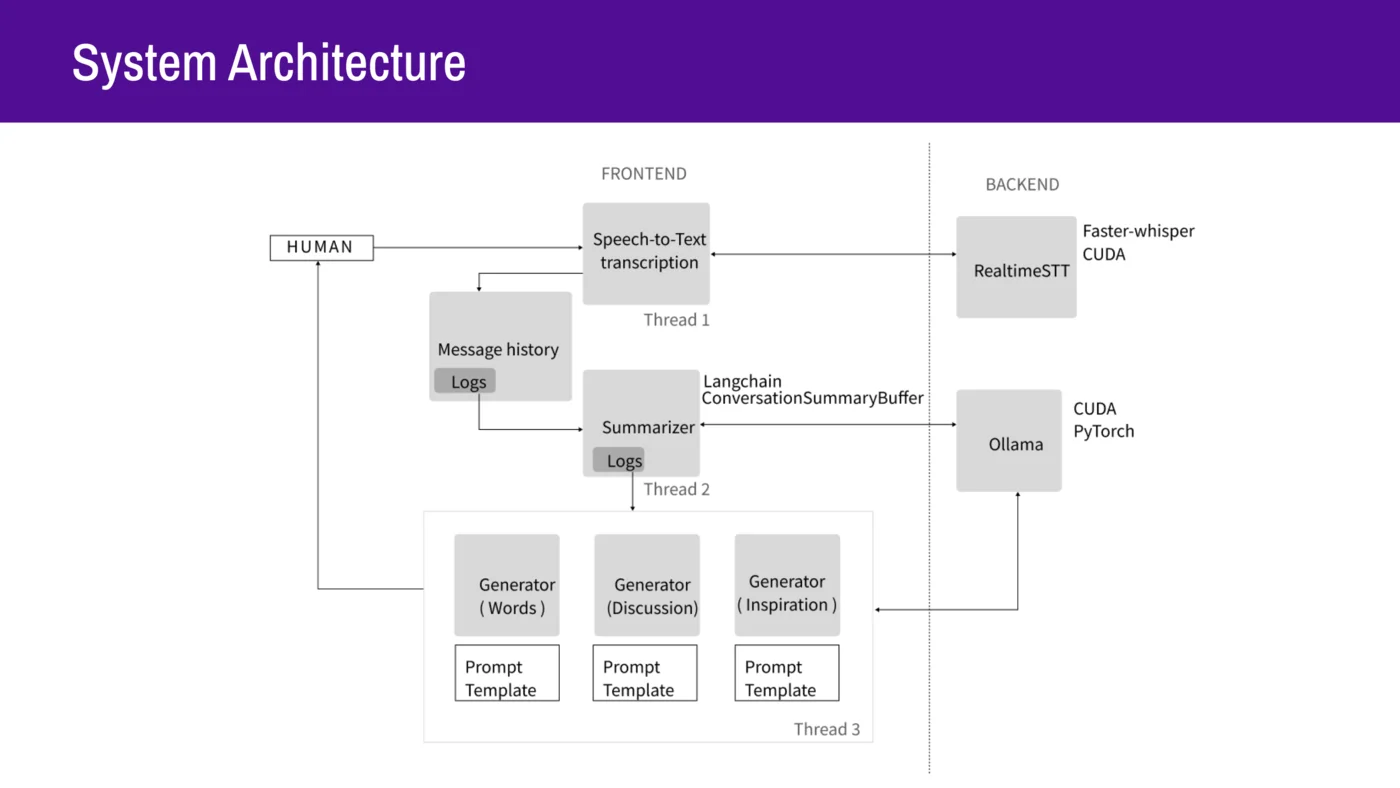 System Architecture
FRONTEND
BACKEND
HUMAN
Speech-to-Text
transcription
Thread 1
RealtimeSTT
Faster-whisper
CUDA
Message history
Logs
Summarizer
Logs
Thread 2
Langchain
ConversationSummaryBuffer
Ollama
CUDA
PyTorch
Generator
( Words )
Generator
(Discussion)
Generator
( Inspiration )
Prompt
Template
Prompt
Template
Prompt
Template
Thread 3